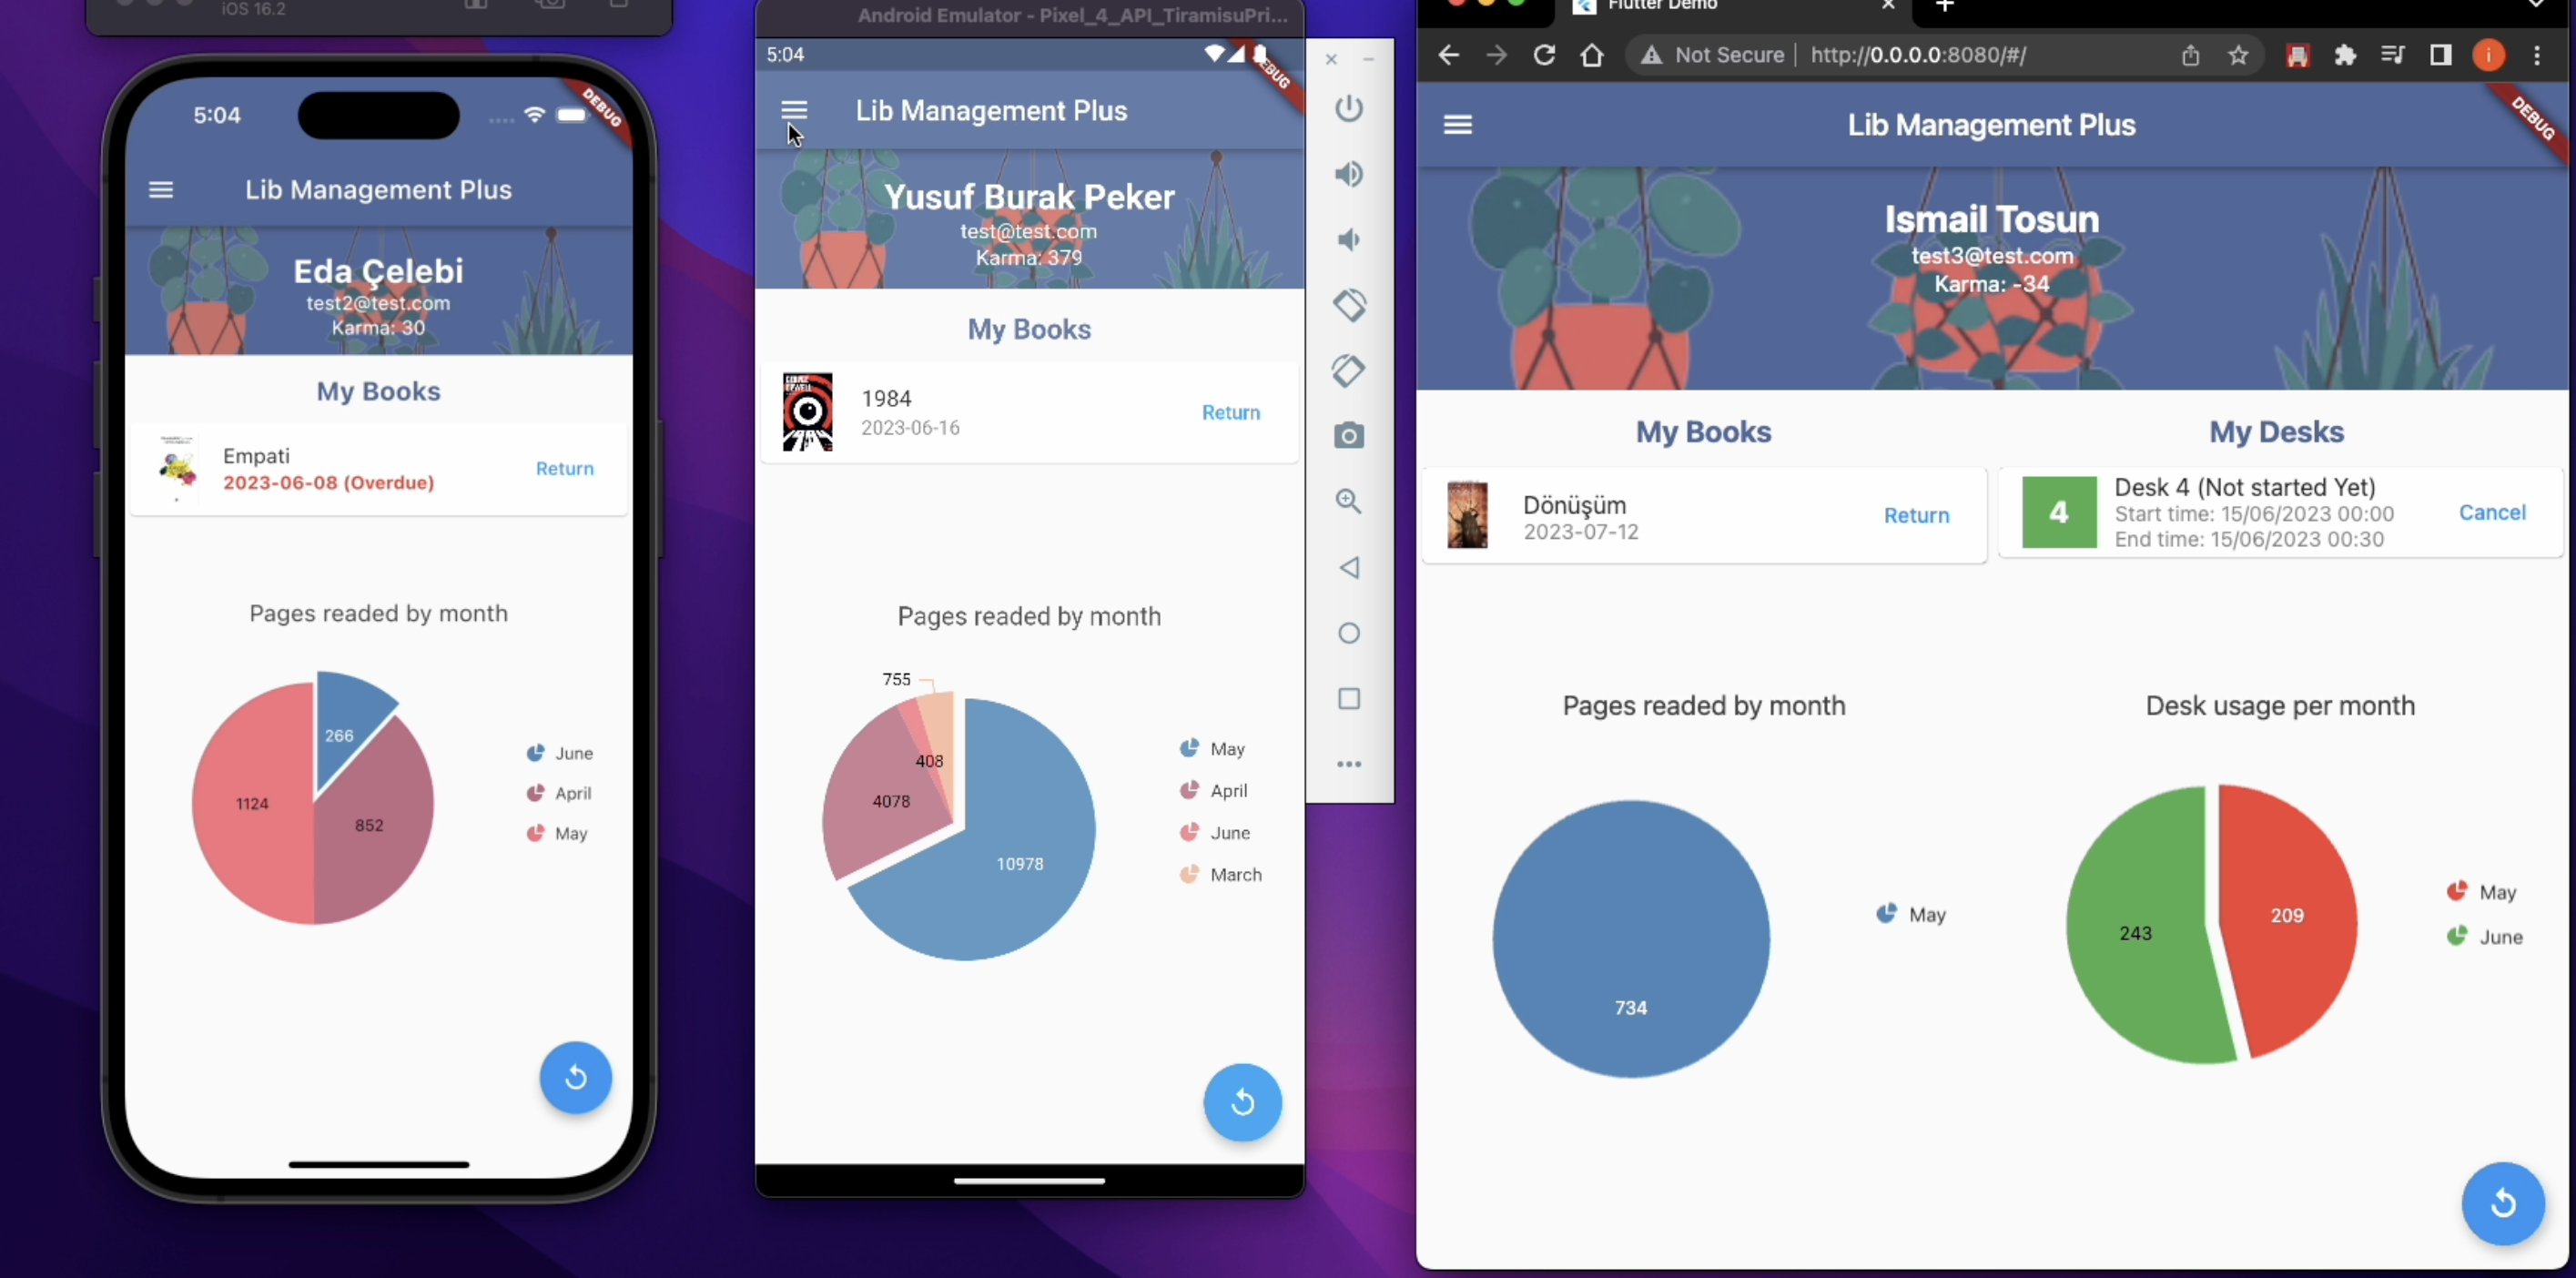 iOS 16.2
5:04
DEBUG
Lib Management Plus
Eda Çelebi
test2@test.com
Karma: 30
My Books
Empati
2023-06-08 (Overdue)
Return
Pages readed by month
266
1124
852
June
April
May
Android Emulator - Pixel_4_API_TiramisuPri...
5:04
DEBUG
Lib Management Plus
Yusuf Burak Peker
test@test.com
Karma: 379
My Books
GEORGE ORWELL
1984
1984
2023-06-16
Return
Pages readed by month
755
408
4078
10978
May
April
June
March
Flutter Demo
Not Secure
http://0.0.0.0:8080/#/
i
Lib Management Plus
DEBUG
Ismail Tosun
test3@test.com
Karma: -34
My Books
Dönüşüm
2023-07-12
Return
My Desks
4
Desk 4 (Not started Yet)
Start time: 15/06/2023 00:00
End time: 15/06/2023 00:30
Cancel
Pages readed by month
734
May
Desk usage per month
243
209
May
June